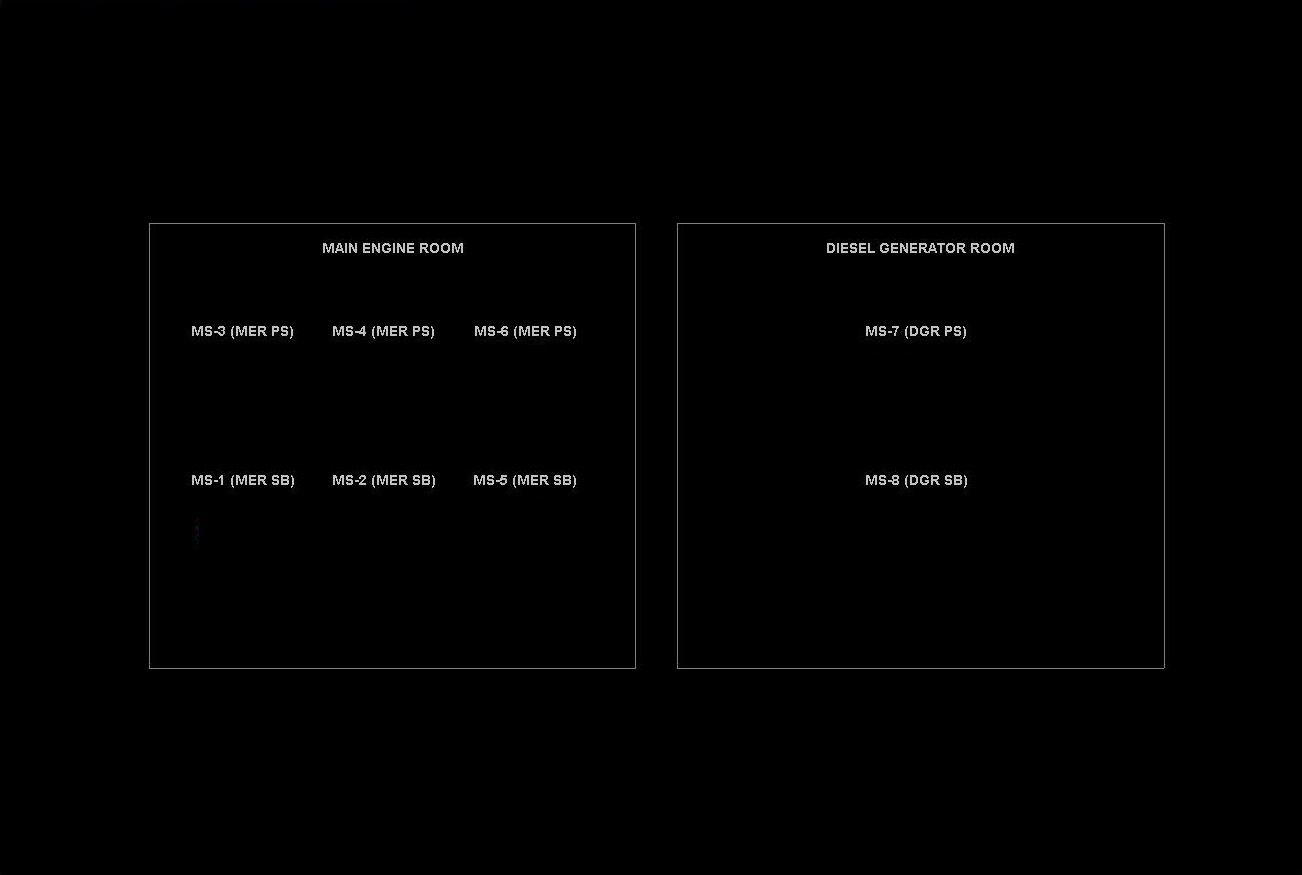 MAIN ENGINE ROOM
MS-3 (MER PS) MS-4 (MER PS) MS-6 (MER PS)
MS-1 (MER SB) MS-2 (MER SB) MS-5 (MER SB)
DIESEL GENERATOR ROOM
MS-7 (DGR PS)
MS-8 (DGR SB)